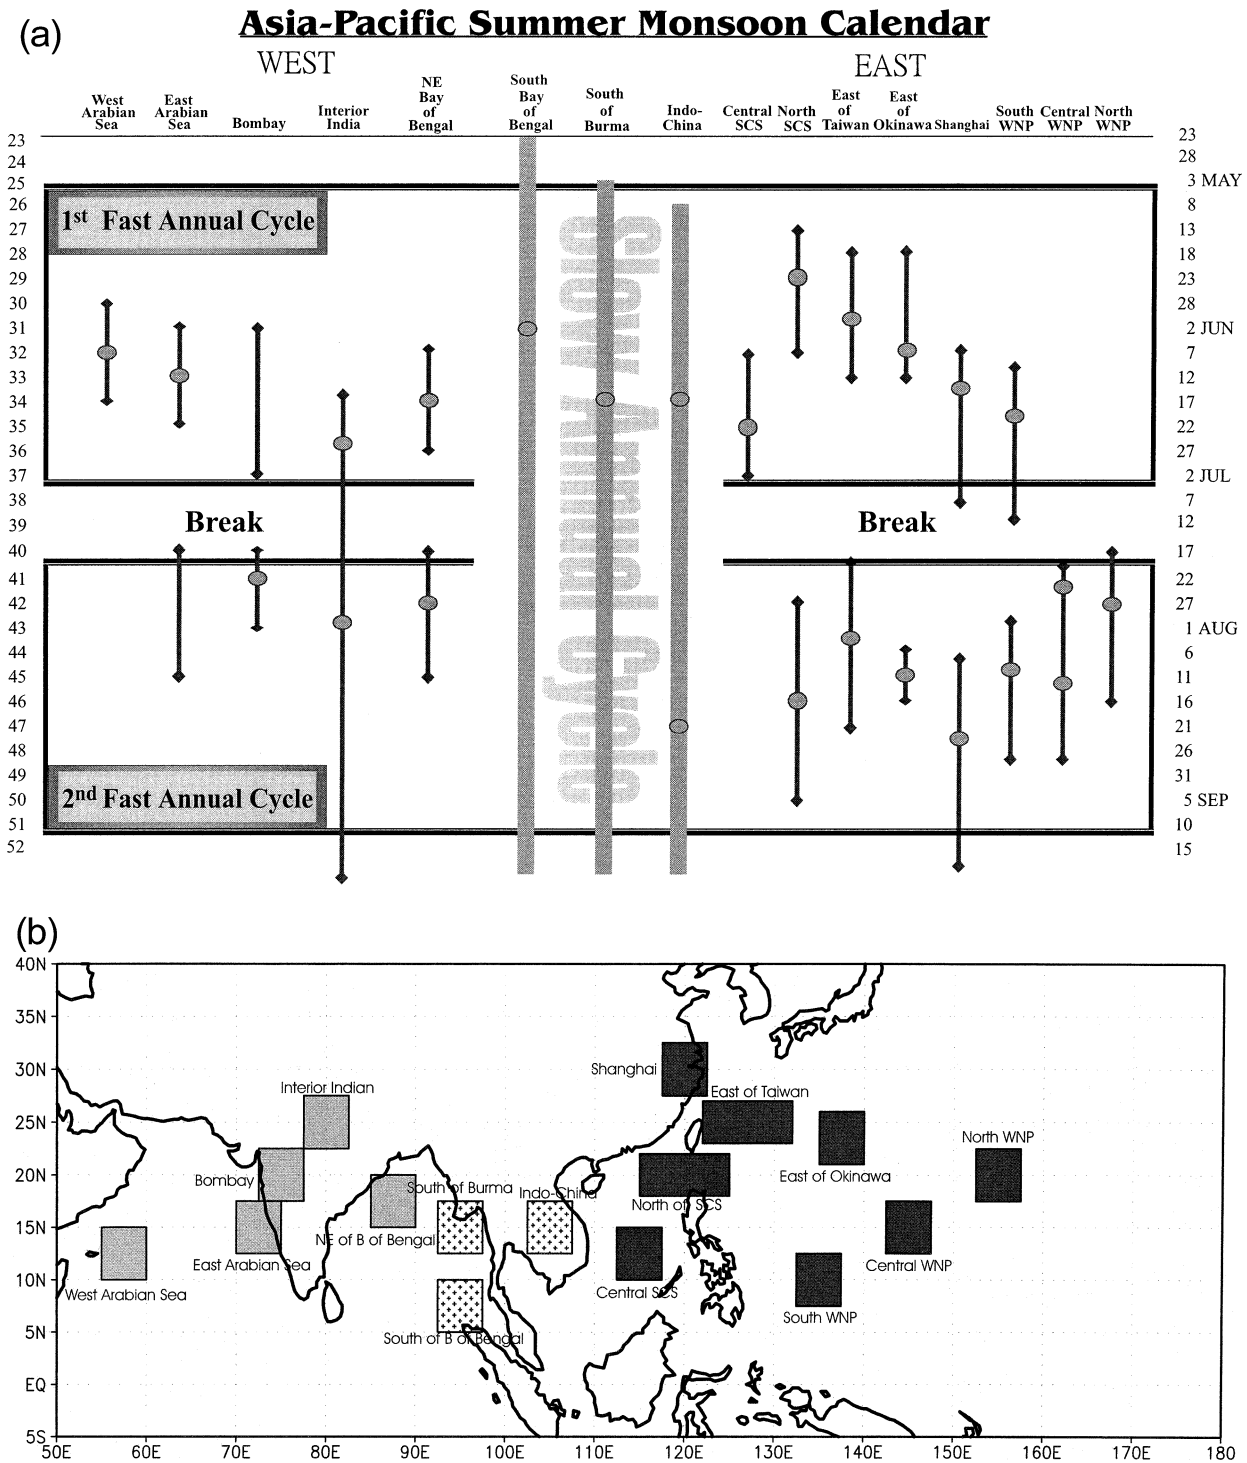 (a)
Asia-Pacific Summer Monsoon Calendar
WEST
EAST
West
Arabian
Sea
East
Arabian
Sea
Bombay
Interior
India
NE
Bay
of
Bengal
South
Bay
of
Bengal
South
of
Burma
Indo-
China
Central
SCS
North
SCS
East
of
Taiwan
East
of
Okinawa
Shanghai
South
WNP
Central
WNP
North
WNP
23
24
25
26
27
28
29
30
31
32
33
34
35
36
37
38
39
40
41
42
43
44
45
46
47
48
49
50
51
52
23
28
3 MAY
8
13
18
23
28
2 JUN
7
12
17
22
27
2 JUL
7
12
17
22
27
1 AUG
6
11
16
21
26
31
5 SEP
10
15
1st Fast Annual Cycle
Break
2nd Fast Annual Cycle
Slow Annual Cycle
Break
(b)
40N
35N
30N
25N
20N
15N
10N
5N
EQ
5S
Shanghai
Interior Indian
East of Taiwan
North WNP
Bombay
South of Burma
Indo-China
East of Okinawa
North of SCS
NE of B of Bengal
East Arabian Sea
Central WNP
West Arabian Sea
Central SCS
South WNP
South of B of Bengal
50E
60E
70E
80E
90E
100E
110E
120E
130E
140E
150E
160E
170E
180